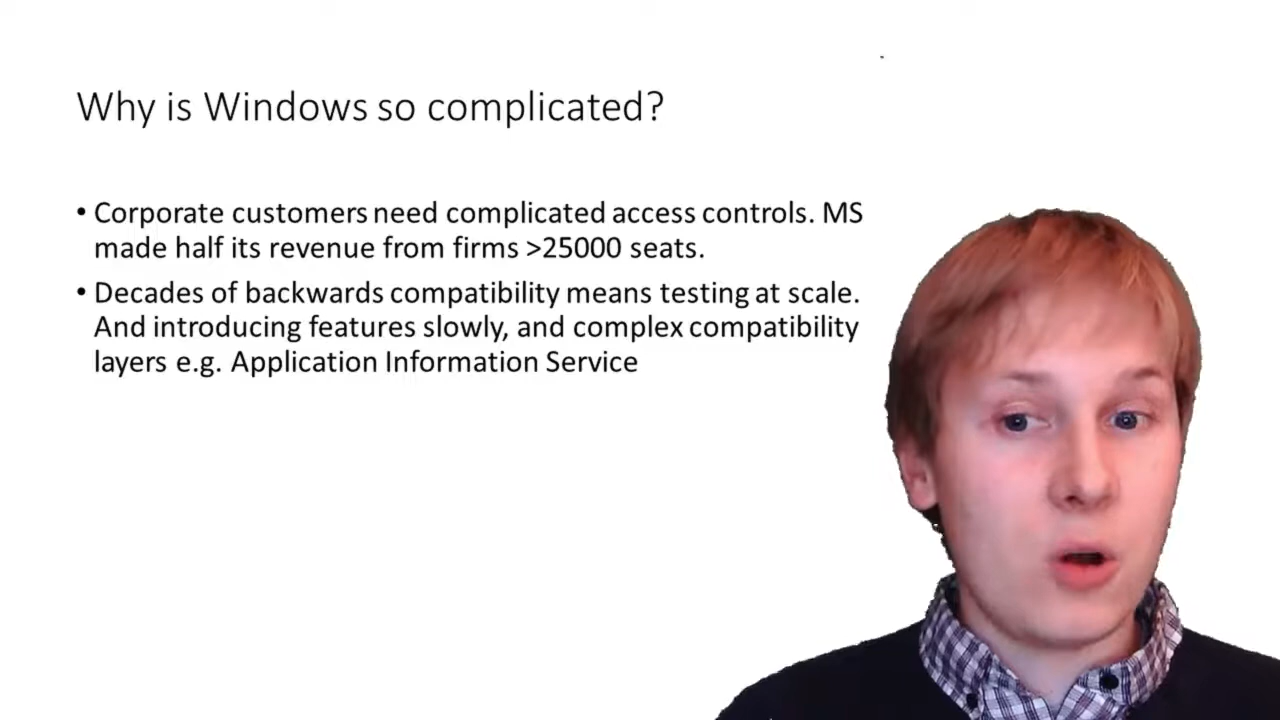 Why is Windows so complicated?
• Corporate customers need complicated access controls. MS
made half its revenue from firms >25000 seats.
• Decades of backwards compatibility means testing at scale.
And introducing features slowly, and complex compatibility
layers e.g. Application Information Service